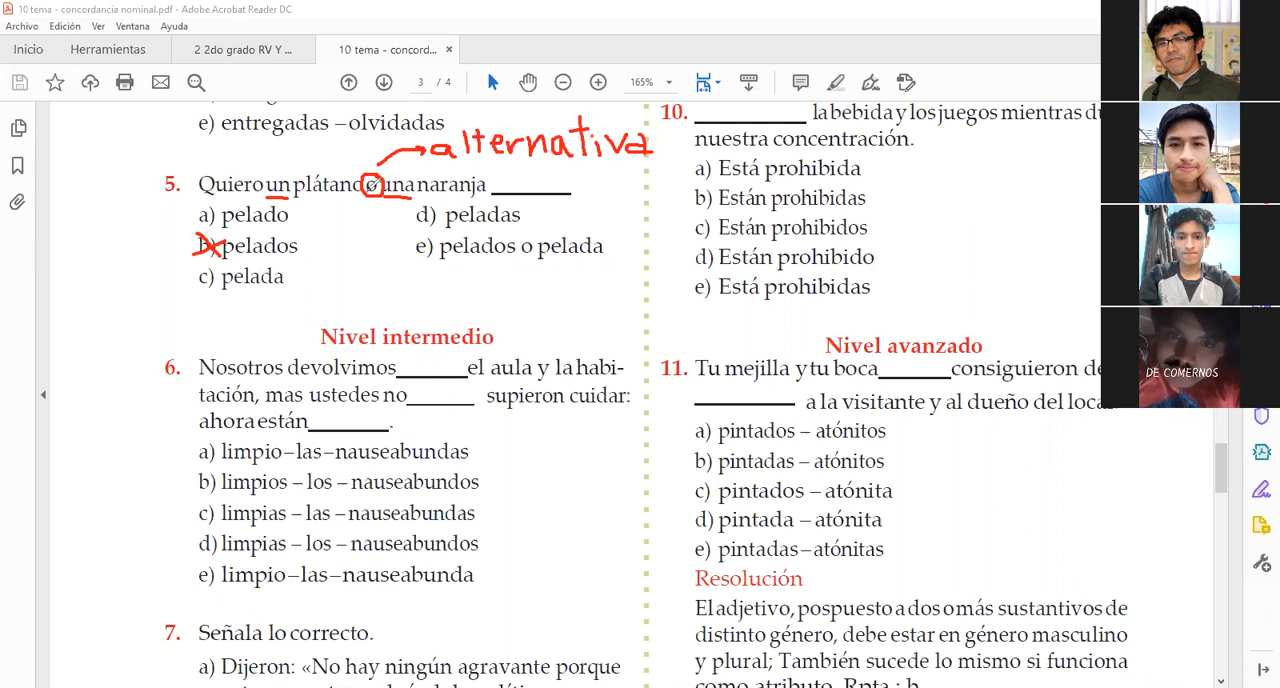 10 tema - concordancia nominal.pdf - Adobe Acrobat Reader DC
Archivo Edición Ver Ventana Ayuda
Inicio Herramientas 2 2do grado RV Y ... 10 tema - concord... ×
3 / 4 165%
e) entregadas – olvidadas
alternativa
5. Quiero un plátano o una naranja ________
a) pelado
b) pelados
c) pelada
d) peladas
e) pelados o pelada
Nivel intermedio
6. Nosotros devolvimos_______el aula y la habi-
tación, mas ustedes no_______ supieron cuidar:
ahora están________.
a) limpio – las – nauseabundas
b) limpios – los – nauseabundos
c) limpias – las – nauseabundas
d) limpias – los – nauseabundos
e) limpio – las – nauseabunda
7. Señala lo correcto.
a) Dijeron: «No hay ningún agravante porque
10. ___________ la bebida y los juegos mientras
nuestra concentración.
a) Está prohibida
b) Están prohibidas
c) Están prohibidos
d) Están prohibido
e) Está prohibidas
Nivel avanzado
11. Tu mejilla y tu boca_______consiguieron
__________ a la visitante y al dueño del local.
a) pintados – atónitos
b) pintadas – atónitos
c) pintados – atónita
d) pintada – atónita
e) pintadas – atónitas
Resolución
El adjetivo, pospuesto a dos o más sustantivos de
distinto género, debe estar en género masculino
y plural; También sucede lo mismo si funciona
como atributo. Rpta.: b
DE COMERNOS